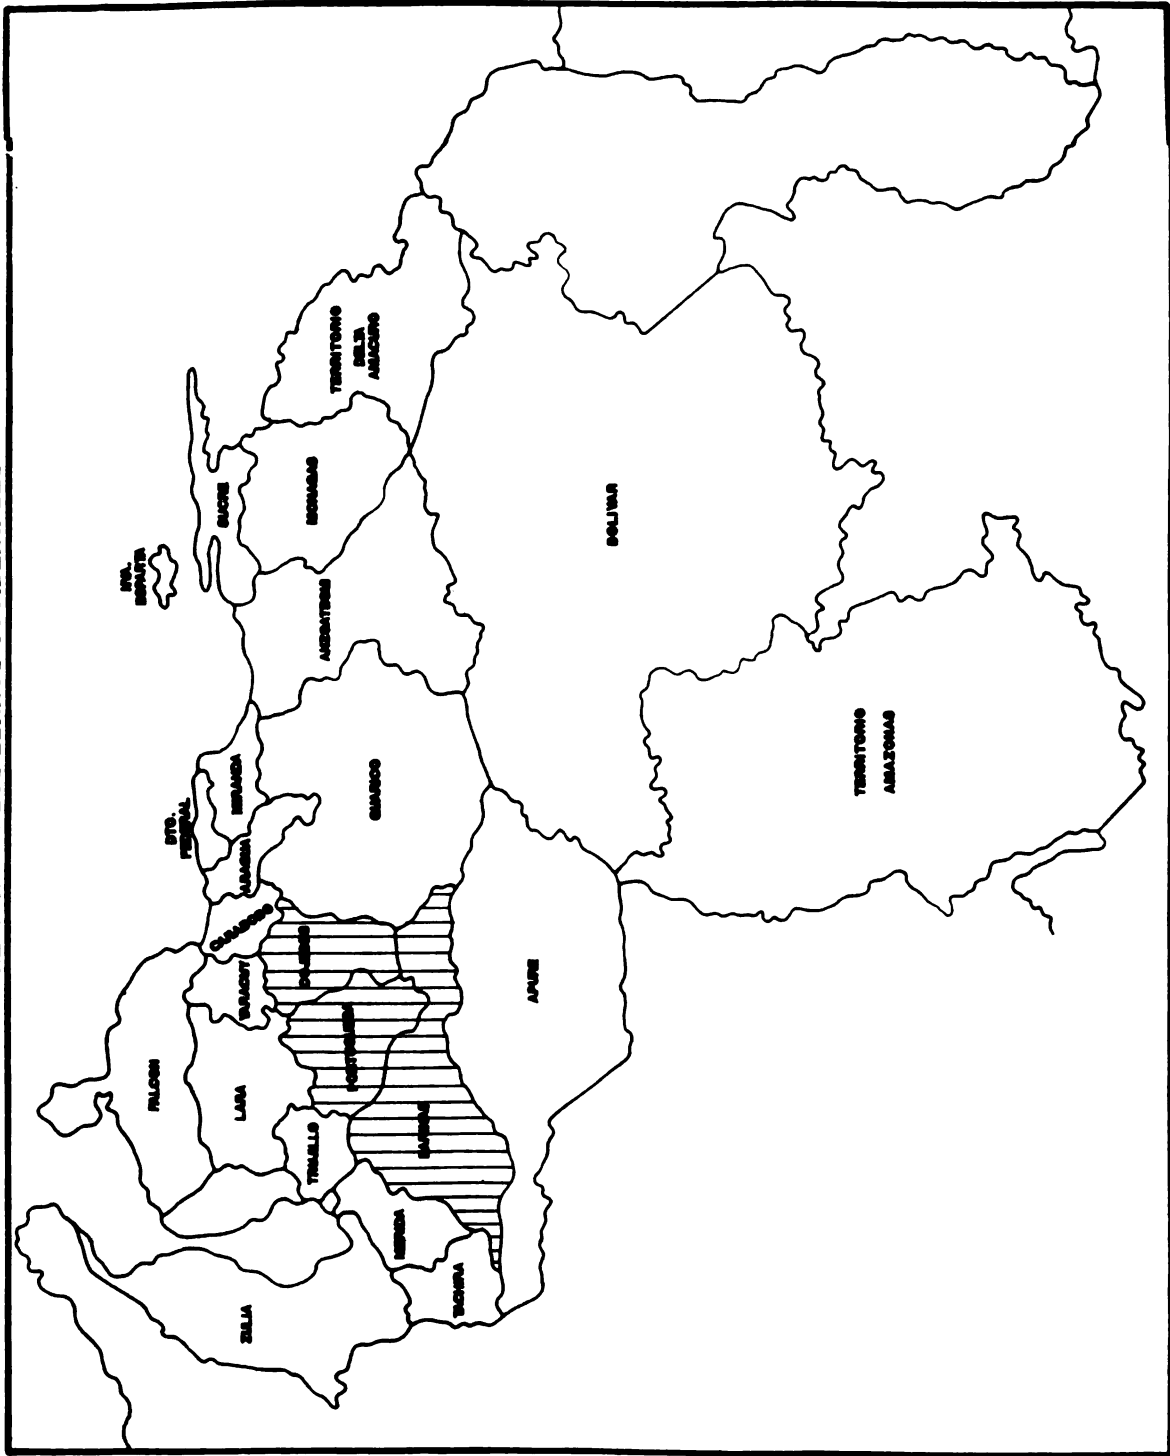 NVA.
ESPARTA
FALCON
DTO.
FEDERAL
SUCRE
ZULIA
LARA
YARACUY
CARABOBO
ARAGUA
MIRANDA
TRUJILLO
COJEDES
ANZOATEGUI
MONAGAS
TERRITORIO
DELTA
AMACURO
PORTUGUESA
GUARICO
MERIDA
BARINAS
TACHIRA
APURE
BOLIVAR
TERRITORIO
AMAZONAS